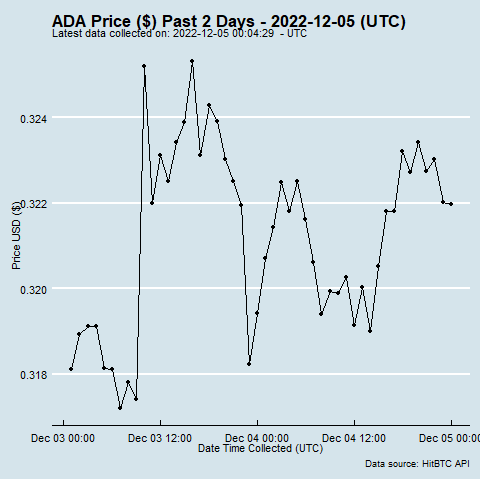 ADA Price ($) Past 2 Days - 2022-12-05 (UTC)
Latest data collected on: 2022-12-05 00:04:29  - UTC
0.324
0.322
0.320
0.318
Price USD ($)
Dec 03 00:00 Dec 03 12:00 Dec 04 00:00 Dec 04 12:00 Dec 05 00:00
Date Time Collected (UTC)
Data source: HitBTC API